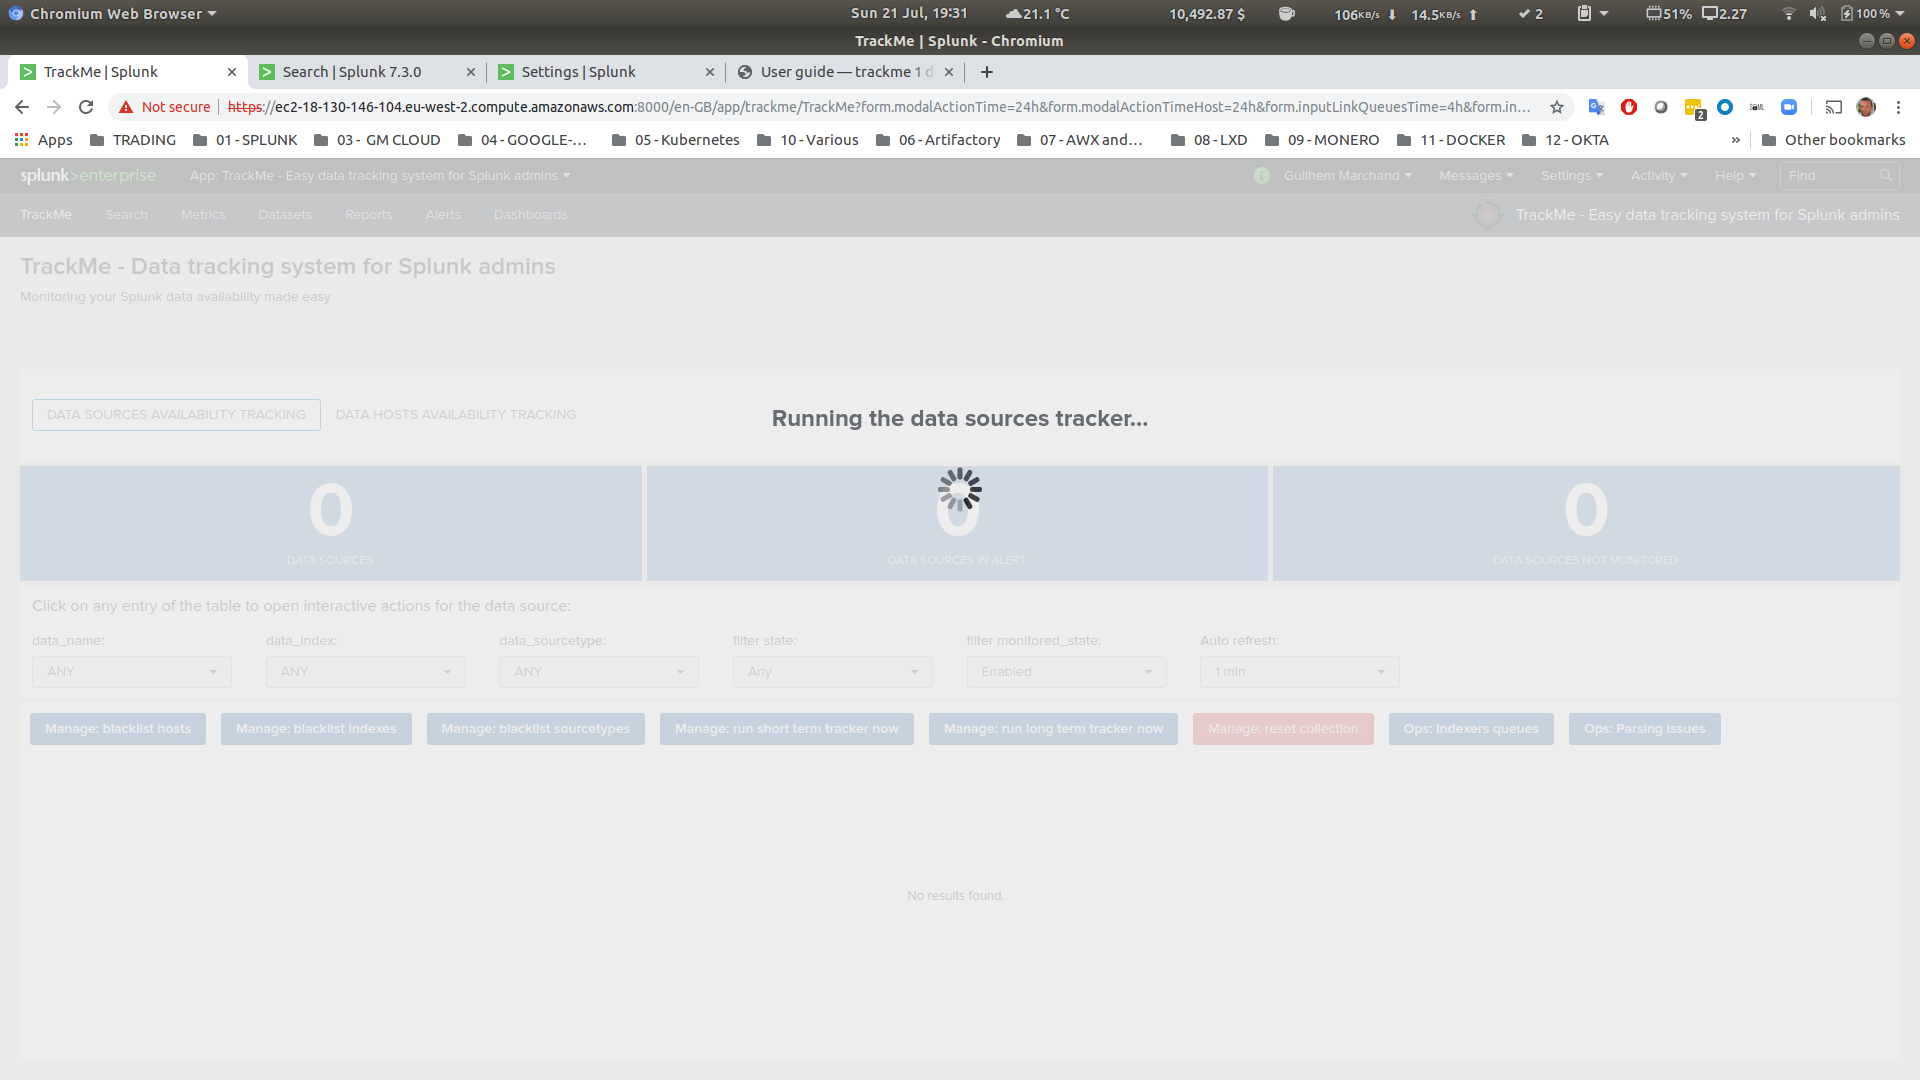 Chromium Web Browser
Sun 21 Jul, 19:31
21.1 °C
10,492.87 $
106KB/s
14.5KB/s
2
51%
2.27
100 %
TrackMe | Splunk - Chromium
TrackMe | Splunk
Search | Splunk 7.3.0
Settings | Splunk
User guide — trackme 1 d
Not secure
https://ec2-18-130-146-104.eu-west-2.compute.amazonaws.com:8000/en-GB/app/trackme/TrackMe?form.modalActionTime=24h&form.modalActionTimeHost=24h&form.inputLinkQueuesTime=4h&form.in...
2
Apps
TRADING
01 - SPLUNK
03 - GM CLOUD
04 - GOOGLE-...
05 - Kubernetes
10 - Various
06 - Artifactory
07 - AWX and...
08 - LXD
09 - MONERO
11 - DOCKER
12 - OKTA
»
Other bookmarks
splunk>enterprise
App: TrackMe - Easy data tracking system for Splunk admins
i
Guilhem Marchand
Messages
Settings
Activity
Help
Find
TrackMe
Search
Metrics
Datasets
Reports
Alerts
Dashboards
TrackMe - Easy data tracking system for Splunk admins
TrackMe - Data tracking system for Splunk admins
Monitoring your Splunk data availability made easy
DATA SOURCES AVAILABILITY TRACKING
DATA HOSTS AVAILABILITY TRACKING
Running the data sources tracker...
0
0
0
DATA SOURCES
DATA SOURCES IN ALERT
DATA SOURCES NOT MONITORED
Click on any entry of the table to open interactive actions for the data source:
data_name:
data_index:
data_sourcetype:
filter state:
filter monitored_state:
Auto refresh:
ANY
ANY
ANY
Any
Enabled
1 min
Manage: blacklist hosts
Manage: blacklist indexes
Manage: blacklist sourcetypes
Manage: run short term tracker now
Manage: run long term tracker now
Manage: reset collection
Ops: Indexers queues
Ops: Parsing issues
No results found.